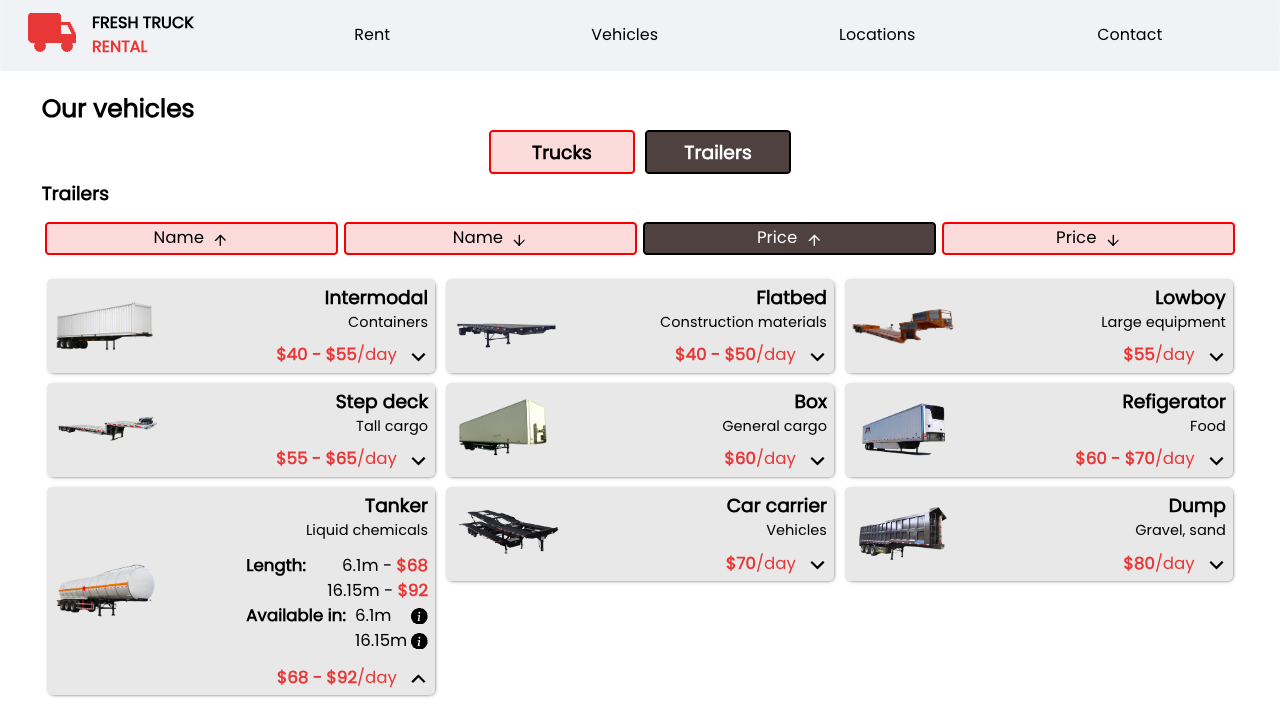 FRESH TRUCK
RENTAL
Rent
Vehicles
Locations
Contact
Our vehicles
Trucks
Trailers
Trailers
Name ↑
Name ↓
Price ↑
Price ↓
Intermodal
Containers
$40 - $55/day
Flatbed
Construction materials
$40 - $50/day
Lowboy
Large equipment
$55/day
Step deck
Tall cargo
$55 - $65/day
Box
General cargo
$60/day
Refigerator
Food
$60 - $70/day
Tanker
Liquid chemicals
Length: 6.1m - $68
16.15m - $92
Available in: 6.1m i
16.15m i
$68 - $92/day
Car carrier
Vehicles
$70/day
Dump
Gravel, sand
$80/day